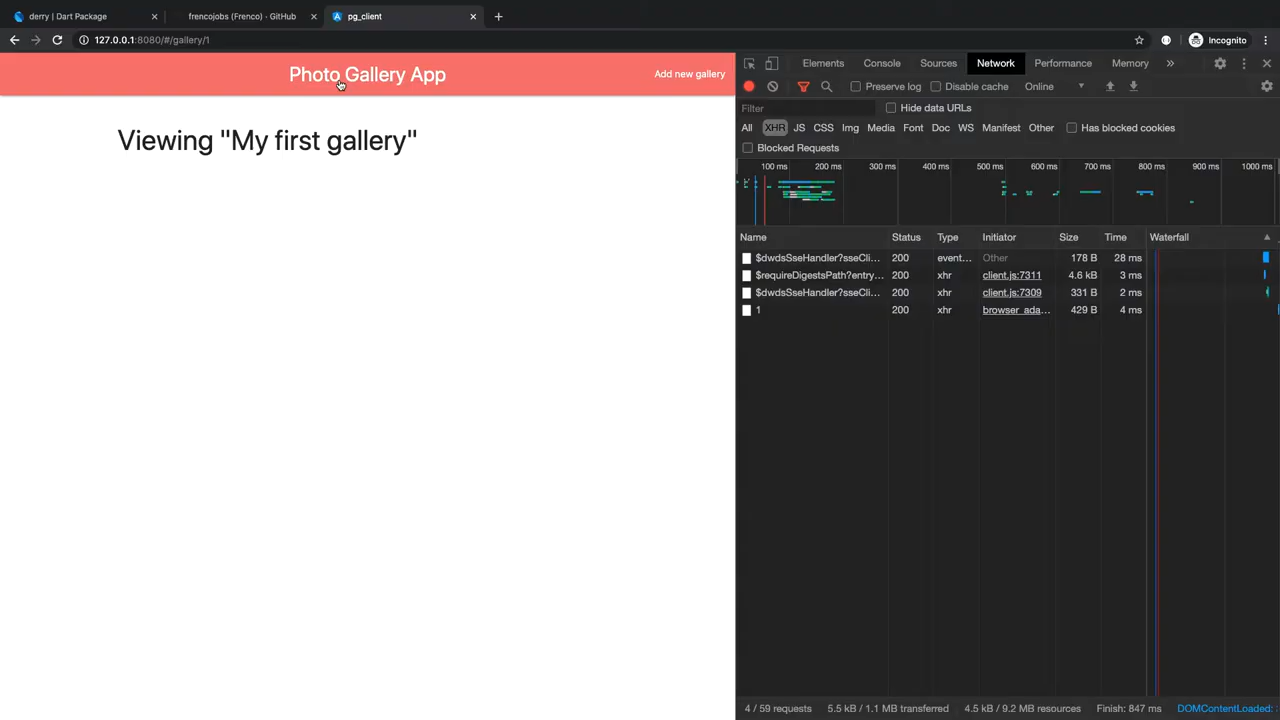 derry | Dart Package
frencojobs (Frenco) · GitHub
pg_client
127.0.0.1:8080/#/gallery/1
Incognito
Photo Gallery App
Add new gallery
Viewing "My first gallery"
Elements Console Sources Network Performance Memory
Preserve log Disable cache Online
Filter Hide data URLs
All XHR JS CSS Img Media Font Doc WS Manifest Other Has blocked cookies
Blocked Requests
100 ms 200 ms 300 ms 400 ms 500 ms 600 ms 700 ms 800 ms 900 ms 1000 ms
Name Status Type Initiator Size Time Waterfall
$dwdsSseHandler?sseCli... 200 event... Other 178 B 28 ms
$requireDigestsPath?entry... 200 xhr client.js:7311 4.6 kB 3 ms
$dwdsSseHandler?sseCli... 200 xhr client.js:7309 331 B 2 ms
1 200 xhr browser_ada... 429 B 4 ms
4 / 59 requests 5.5 kB / 1.1 MB transferred 4.5 kB / 9.2 MB resources Finish: 847 ms DOMContentLoaded: